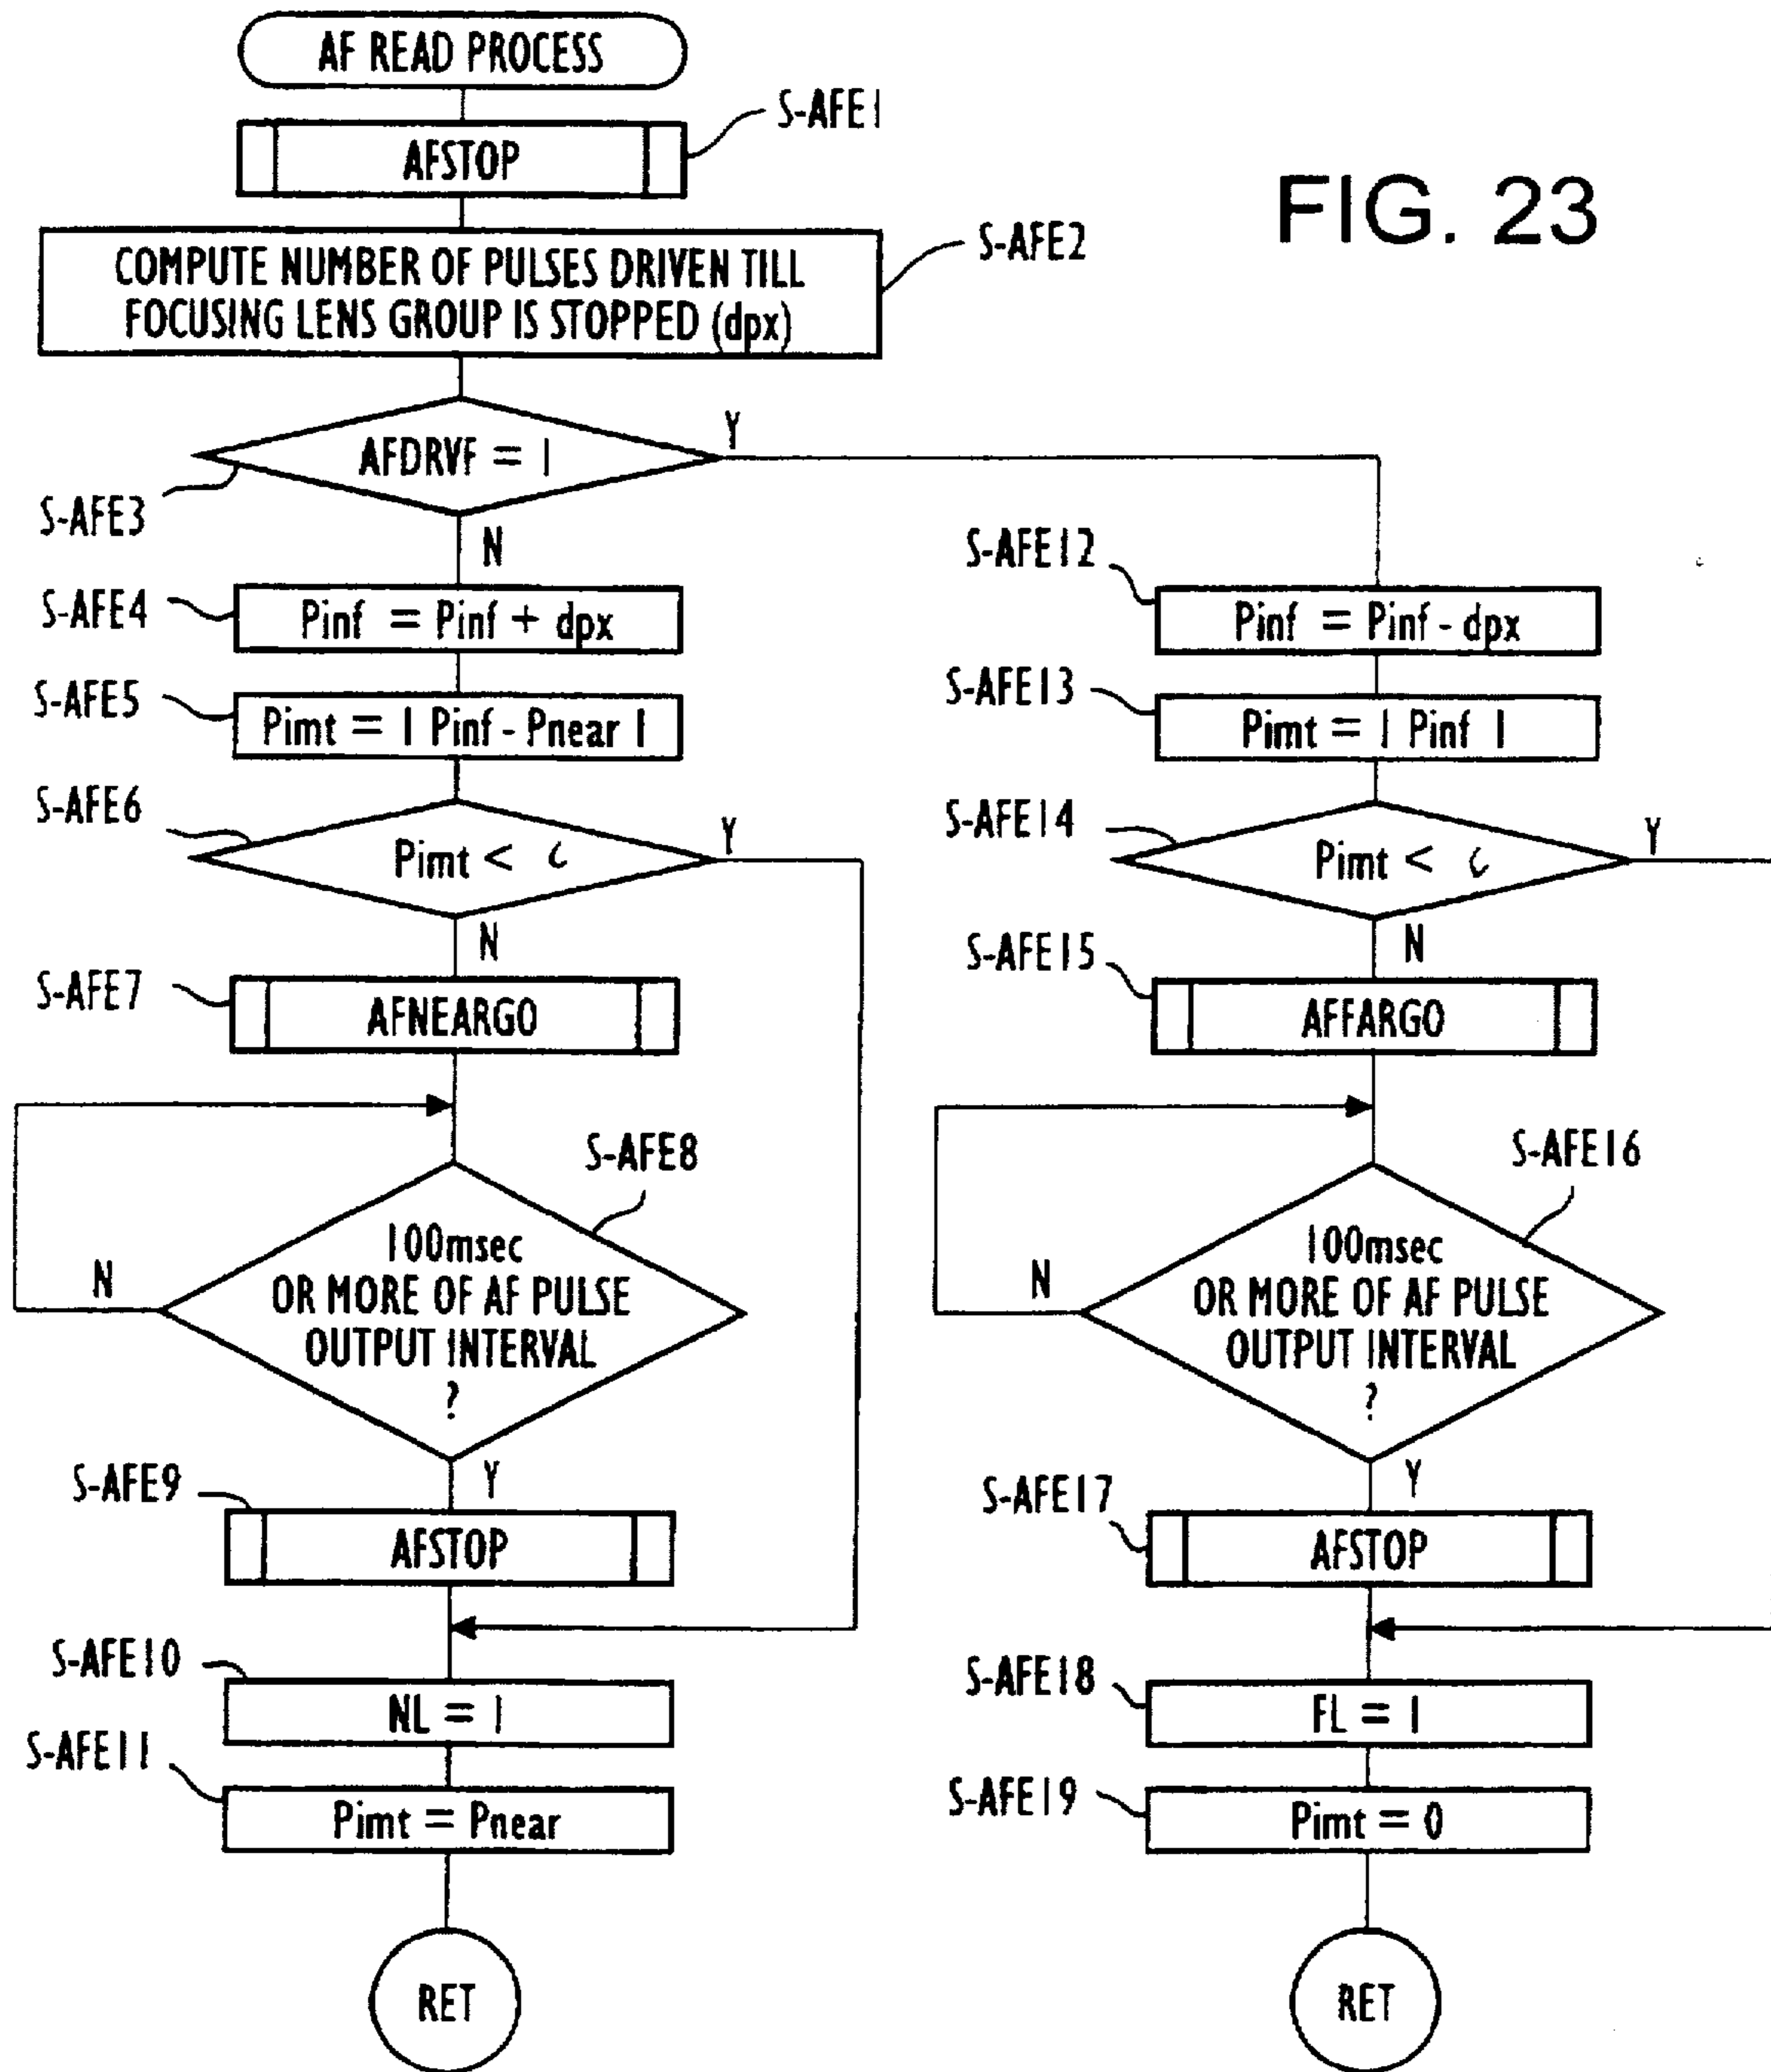 FIG. 23
AF READ PROCESS
S-AFE1
AFSTOP
S-AFE2
COMPUTE NUMBER OF PULSES DRIVEN TILL
FOCUSING LENS GROUP IS STOPPED (dpx)
S-AFE3
AFDRVF = 1
Y
N
S-AFE4
Pinf = Pinf + dpx
S-AFE5
Pimt = | Pinf - Pnear |
S-AFE6
Pimt <
Y
N
S-AFE7
AFNEARGO
S-AFE8
100msec
OR MORE OF AF PULSE
OUTPUT INTERVAL
?
N
Y
S-AFE9
AFSTOP
S-AFE10
NL = 1
S-AFE11
Pimt = Pnear
RET
S-AFE12
Pinf = Pinf - dpx
S-AFE13
Pimt = | Pinf |
S-AFE14
Pimt <
Y
N
S-AFE15
AFFARGO
S-AFE16
100msec
OR MORE OF AF PULSE
OUTPUT INTERVAL
?
N
Y
S-AFE17
AFSTOP
S-AFE18
FL = 1
S-AFE19
Pimt = 0
RET